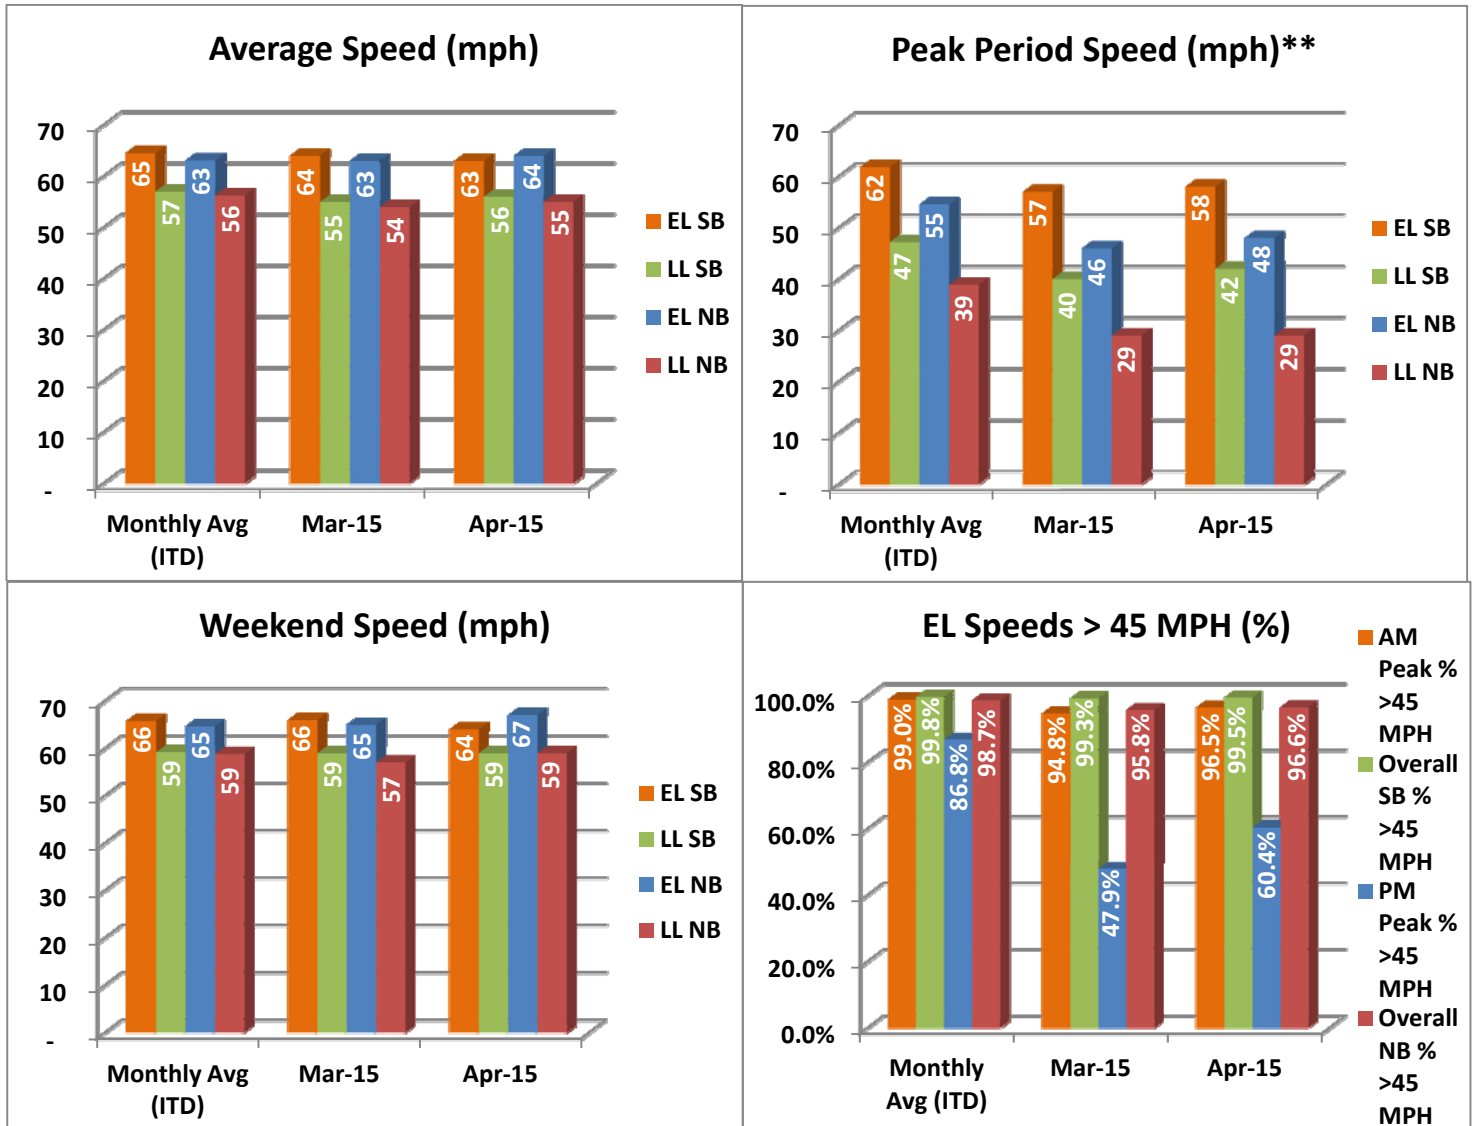 Average Speed (mph)
70
60
50
40
30
20
10
-
65
57
63
56
64
55
63
54
63
56
64
55
Monthly Avg
(ITD)
Mar-15
Apr-15
EL SB
LL SB
EL NB
LL NB
Peak Period Speed (mph)**
70
60
50
40
30
20
10
-
62
47
55
39
57
40
46
29
58
42
48
29
Monthly Avg
(ITD)
Mar-15
Apr-15
EL SB
LL SB
EL NB
LL NB
Weekend Speed (mph)
70
60
50
40
30
20
10
-
66
59
65
59
66
59
65
57
64
59
67
59
Monthly Avg
(ITD)
Mar-15
Apr-15
EL SB
LL SB
EL NB
LL NB
EL Speeds > 45 MPH (%)
100.0%
80.0%
60.0%
40.0%
20.0%
0.0%
99.0%
99.8%
86.8%
98.7%
94.8%
99.3%
47.9%
95.8%
96.5%
99.5%
60.4%
96.6%
Monthly
Avg (ITD)
Mar-15
Apr-15
AM
Peak %
>45
MPH
Overall
SB %
>45
MPH
PM
Peak %
>45
MPH
Overall
NB %
>45
MPH